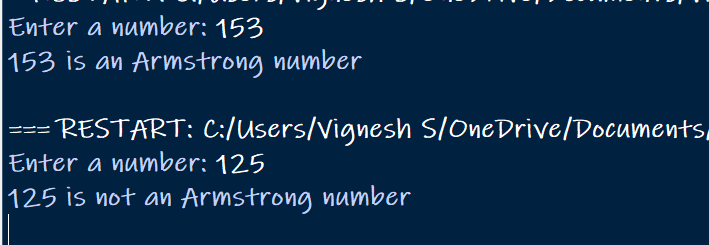 Enter a number: 153
153 is an Armstrong number
=== RESTART: C:/Users/Vignesh S/OneDrive/Documents/
Enter a number: 125
125 is not an Armstrong number